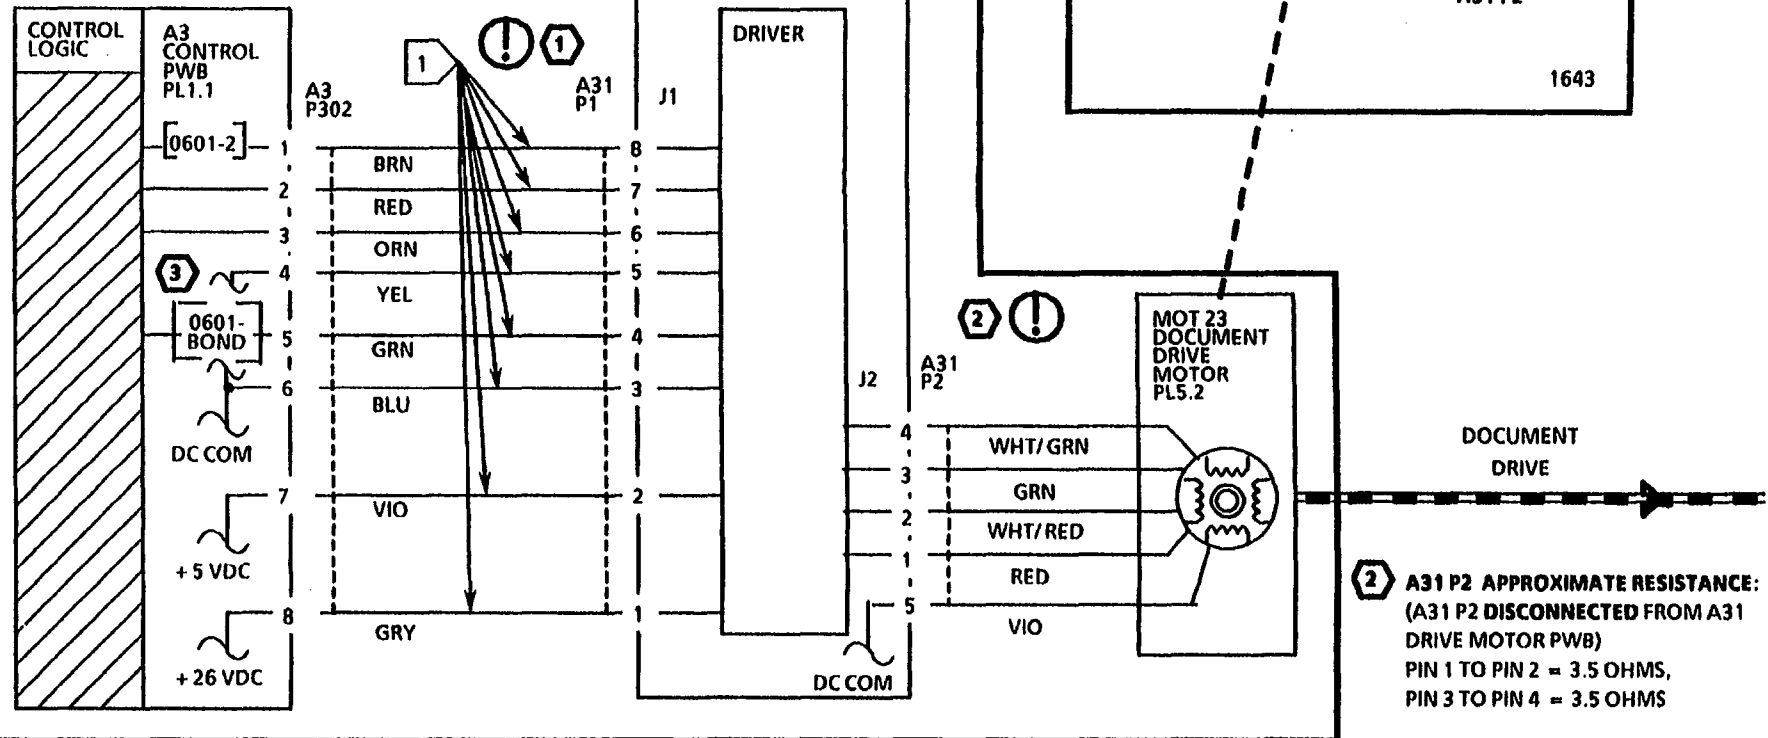 CONTROL
LOGIC
A3
CONTROL
PWB
PL1.1
A3
P302
1
1
A31
P1
J1
DRIVER
1643
0601-2
1
BRN
8
2
RED
7
3
ORN
6
3
4
YEL
5
0601-
BOND
5
GRN
4
6
BLU
3
DC COM
7
VIO
2
+ 5 VDC
8
GRY
1
+ 26 VDC
J2
A31
P2
2
MOT 23
DOCUMENT
DRIVE
MOTOR
PL5.2
4
WHT/GRN
3
GRN
2
WHT/RED
1
RED
5
VIO
DC COM
DOCUMENT
DRIVE
2
A31 P2 APPROXIMATE RESISTANCE:
(A31 P2 DISCONNECTED FROM A31
DRIVE MOTOR PWB)
PIN 1 TO PIN 2 = 3.5 OHMS,
PIN 3 TO PIN 4 = 3.5 OHMS